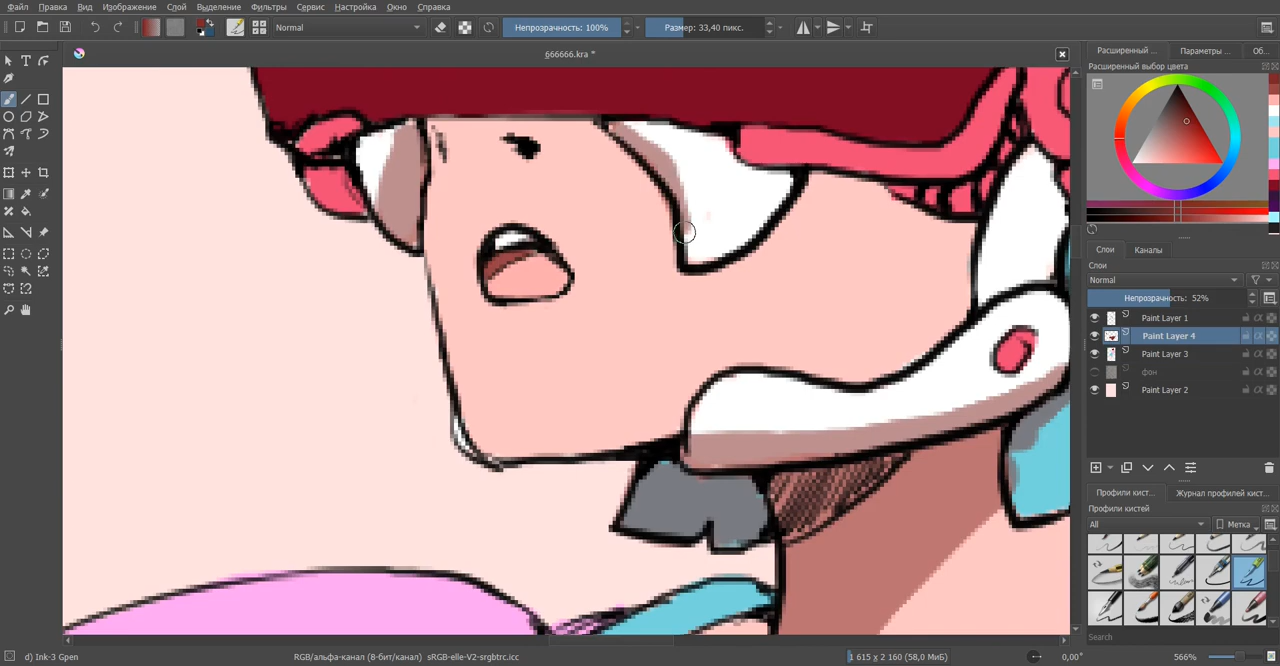 Файл Правка Вид Изображение Слой Выделение Фильтры Сервис Настройка Окно Справка
Normal Непрозрачность: 100% Размер: 33,40 пикс.
666666.kra *
Расширенный ... Параметры ... Об...
Расширенный выбор цвета
Слои Каналы
Слои
Normal
Непрозрачность: 52%
Paint Layer 1
Paint Layer 4
Paint Layer 3
фон
Paint Layer 2
Профили кист... Журнал профилей кист...
Профили кистей
All Метка
Search
d) Ink-3 Gpen RGB/альфа-канал (8-бит/канал) sRGB-elle-V2-srgbtrc.icc 1 615 x 2 160 (58,0 МиБ) 0,00° 566%